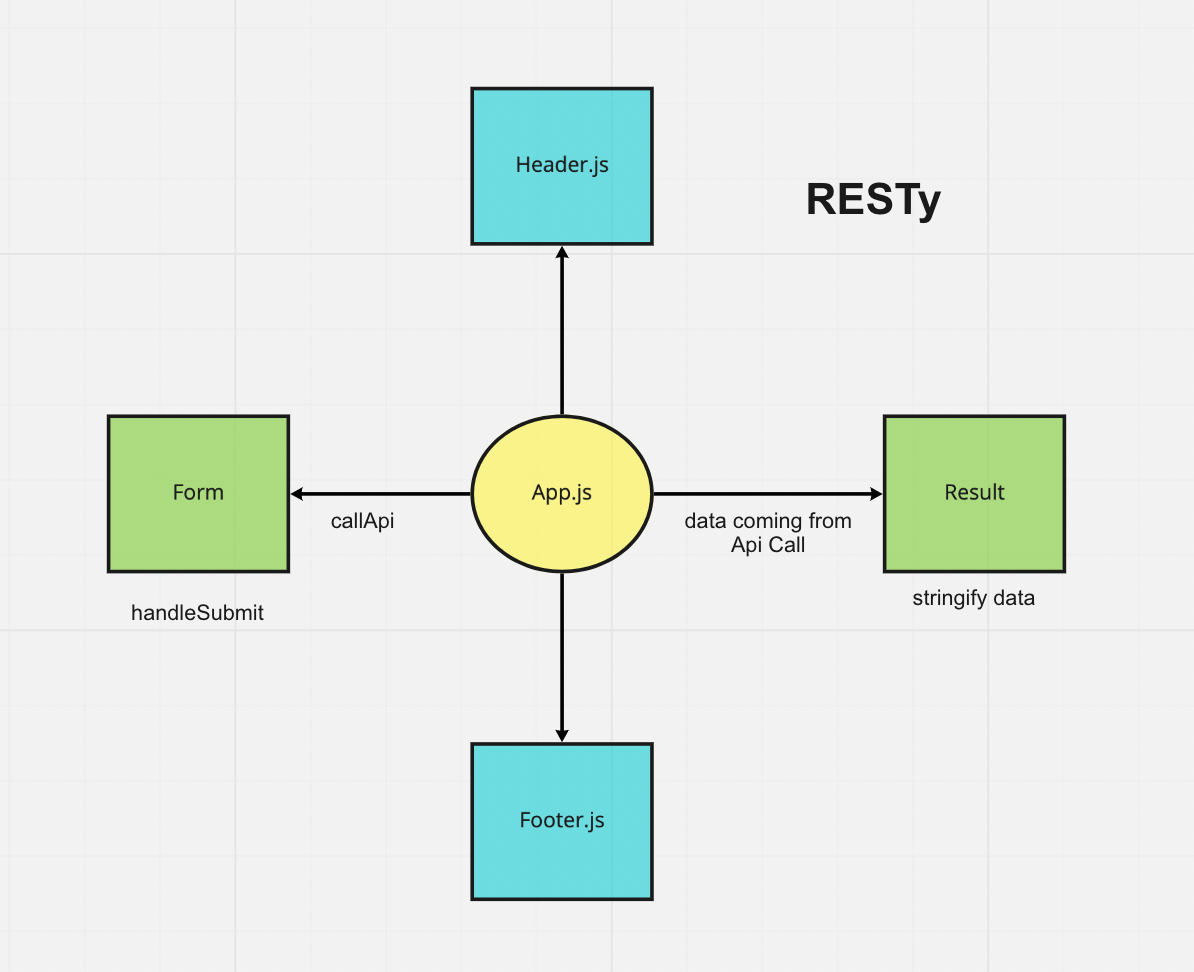 Header.js
RESTy
Form
App.js
Result
callApi
data coming from
Api Call
handleSubmit
stringify data
Footer.js